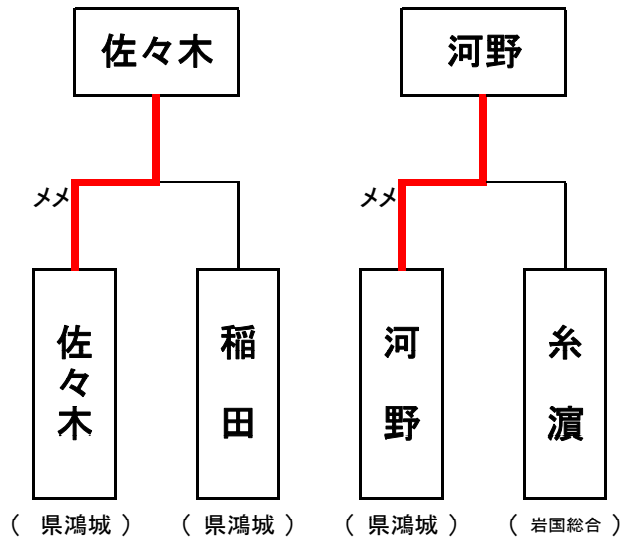 佐々木
河野
メメ
メメ
佐々木
稲田
河野
糸濵
（　県鴻城　）
（　県鴻城　）
（　県鴻城　）
（　岩国総合　）